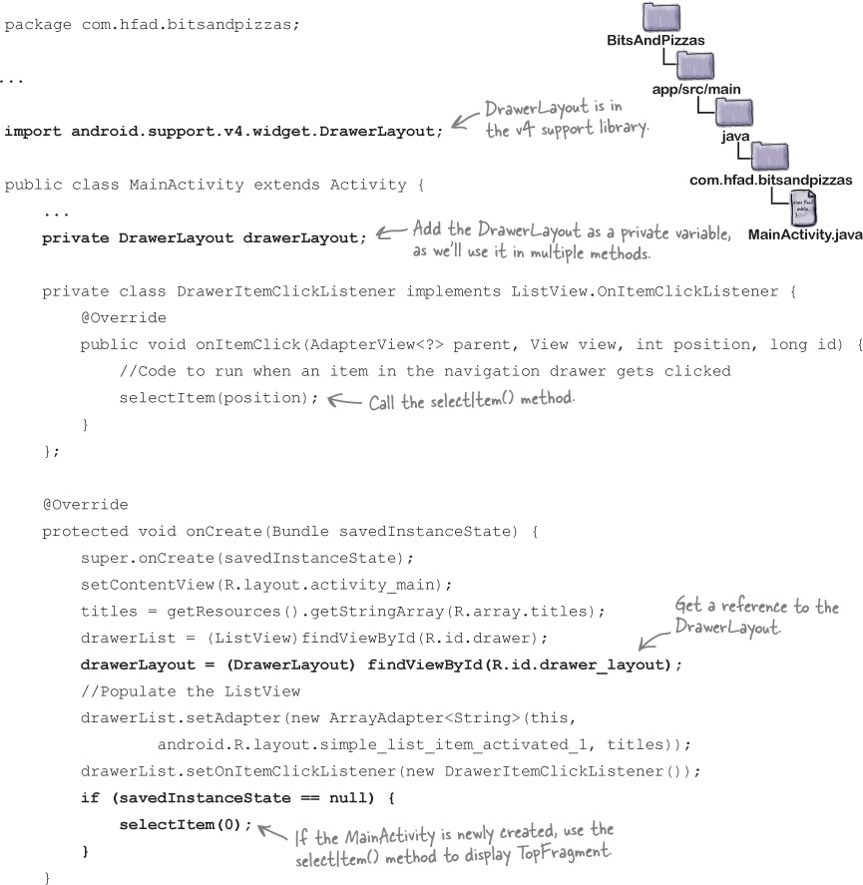 package com.hfad.bitsandpizzas;
BitsAndPizzas
...
app/src/main
import android.support.v4.widget.DrawerLayout;
DrawerLayout is in
the v4 support library.
java
public class MainActivity extends Activity {
com.hfad.bitsandpizzas
...
private DrawerLayout drawerLayout;
Add the DrawerLayout as a private variable,
as we'll use it in multiple methods.
MainActivity.java
private class DrawerItemClickListener implements ListView.OnItemClickListener {
@Override
public void onItemClick(AdapterView<?> parent, View view, int position, long id) {
//Code to run when an item in the navigation drawer gets clicked
selectItem(position);
Call the selectItem() method.
}
};
@Override
protected void onCreate(Bundle savedInstanceState) {
super.onCreate(savedInstanceState);
setContentView(R.layout.activity_main);
titles = getResources().getStringArray(R.array.titles);
drawerList = (ListView)findViewById(R.id.drawer);
Get a reference to the
DrawerLayout.
drawerLayout = (DrawerLayout) findViewById(R.id.drawer_layout);
//Populate the ListView
drawerList.setAdapter(new ArrayAdapter<String>(this,
android.R.layout.simple_list_item_activated_1, titles));
drawerList.setOnItemClickListener(new DrawerItemClickListener());
if (savedInstanceState == null) {
selectItem(0);
If the MainActivity is newly created, use the
selectItem() method to display TopFragment.
}
}